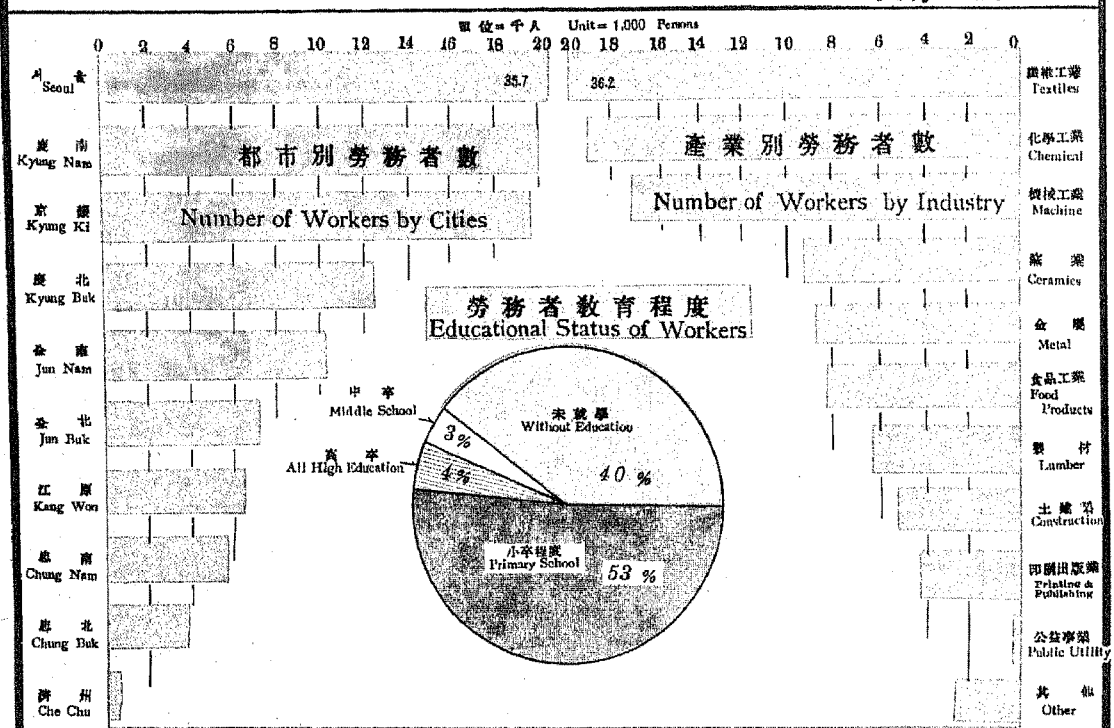 單位=千人 Unit= 1,000 Persons
0 2 4 6 8 10 12 14 16 18 20 20 18 16 14 12 10 8 6 4 2 0
서울
Seoul
35.7
36.2
纖維工業
Textiles
慶南
Kyung Nam
都市別勞務者數
產業別勞務者數
化學工業
Chemical
京畿
Kyung Ki
Number of Workers by Cities
Number of Workers by Industry
機械工業
Machine
慶北
Kyung Buk
窯業
Ceramics
勞務者敎育程度
Educational Status of Workers
金屬
Metal
全南
Jun Nam
食品工業
Food
Products
中卒
Middle School
3%
未就學
Without Education
40%
全北
Jun Buk
高卒
All High Education
4%
製材
Lumber
江原
Kang Won
土建築
Construction
小卒程度
Primary School
53 %
忠南
Chung Nam
印刷出版業
Printing &
Publishing
忠北
Chung Buk
公益事業
Public Utility
濟州
Che Chu
其他
Other